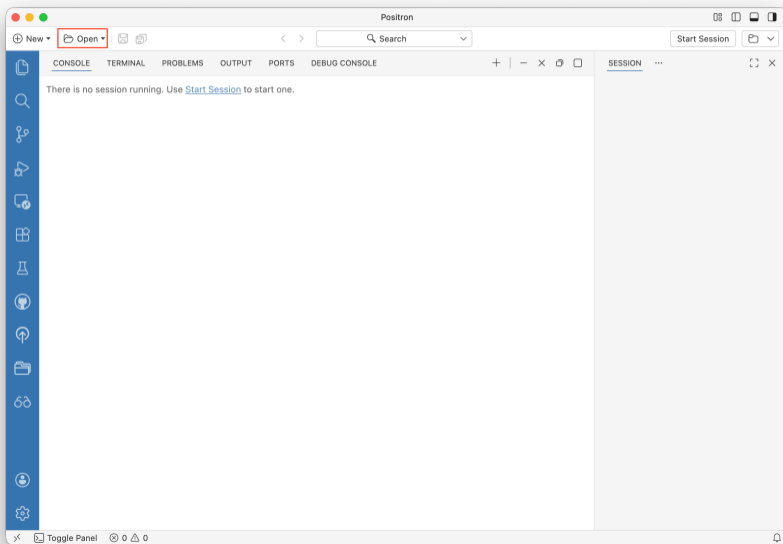 Positron
New Open Search Start Session
CONSOLE TERMINAL PROBLEMS OUTPUT PORTS DEBUG CONSOLE SESSION
There is no session running. Use Start Session to start one.
Toggle Panel 0 0